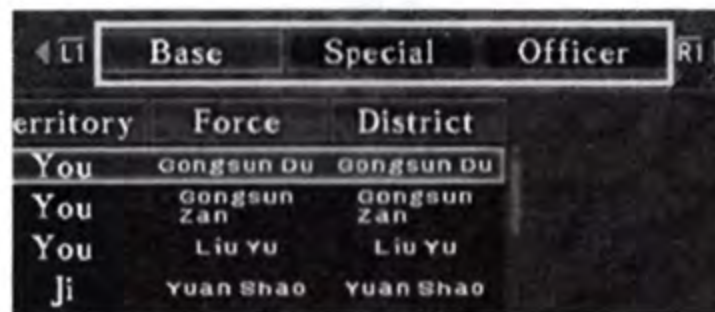 L1 Base Special Officer R1
erritory Force District
You Gongsun Du Gongsun Du
You Gongsun Zan Gongsun Zan
You Liu Yu Liu Yu
Ji Yuan Shao Yuan Shao